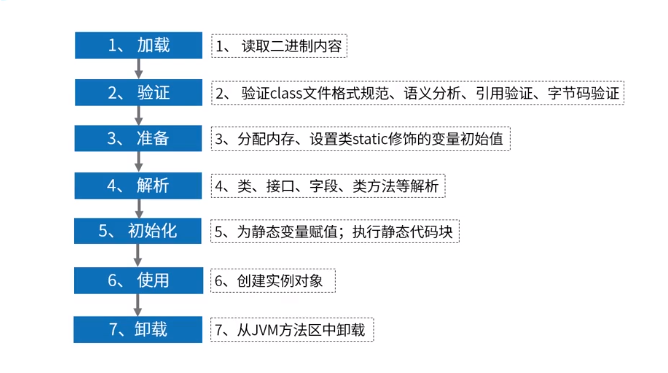 1、 加载
1、 读取二进制内容
2、 验证
2、 验证class文件格式规范、语义分析、引用验证、字节码验证
3、 准备
3、分配内存、设置类static修饰的变量初始值
4、 解析
4、类、接口、字段、类方法等解析
5、 初始化
5、为静态变量赋值；执行静态代码块
6、 使用
6、创建实例对象
7、卸载
7、从JVM方法区中卸载